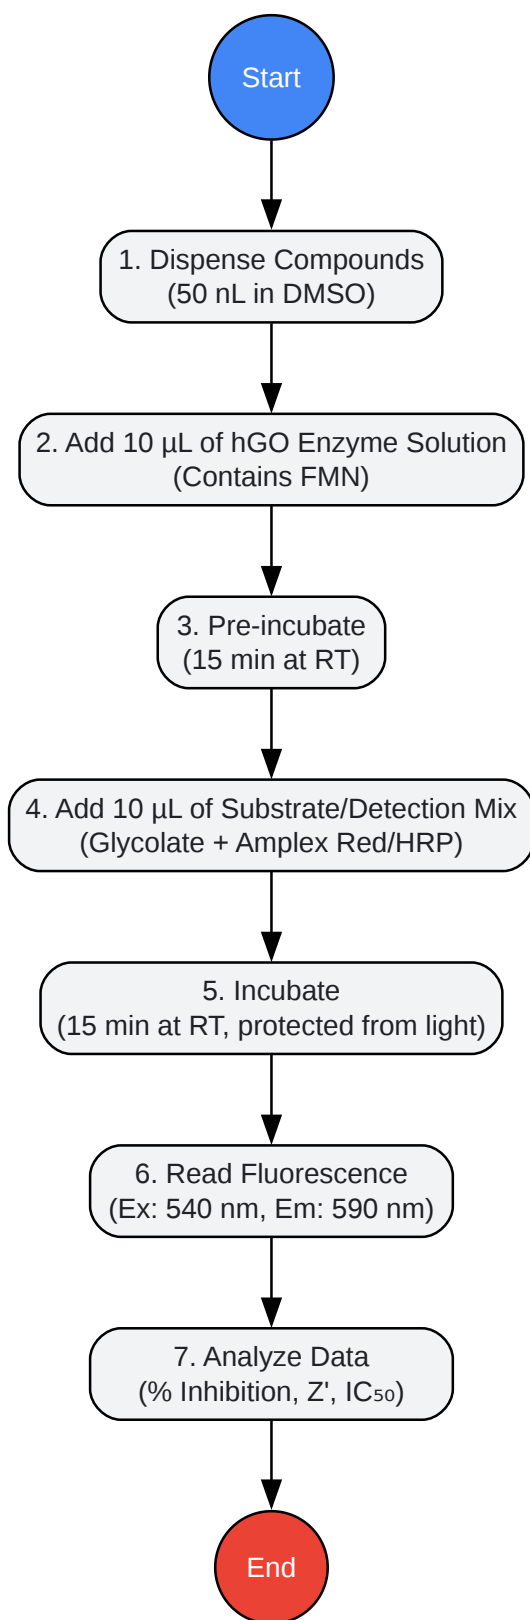 Start
1. Dispense Compounds
(50 nL in DMSO)
2. Add 10 µL of hGO Enzyme Solution
(Contains FMN)
3. Pre-incubate
(15 min at RT)
4. Add 10 µL of Substrate/Detection Mix
(Glycolate + Amplex Red/HRP)
5. Incubate
(15 min at RT, protected from light)
6. Read Fluorescence
(Ex: 540 nm, Em: 590 nm)
7. Analyze Data
(% Inhibition, Z', IC₅₀)
End